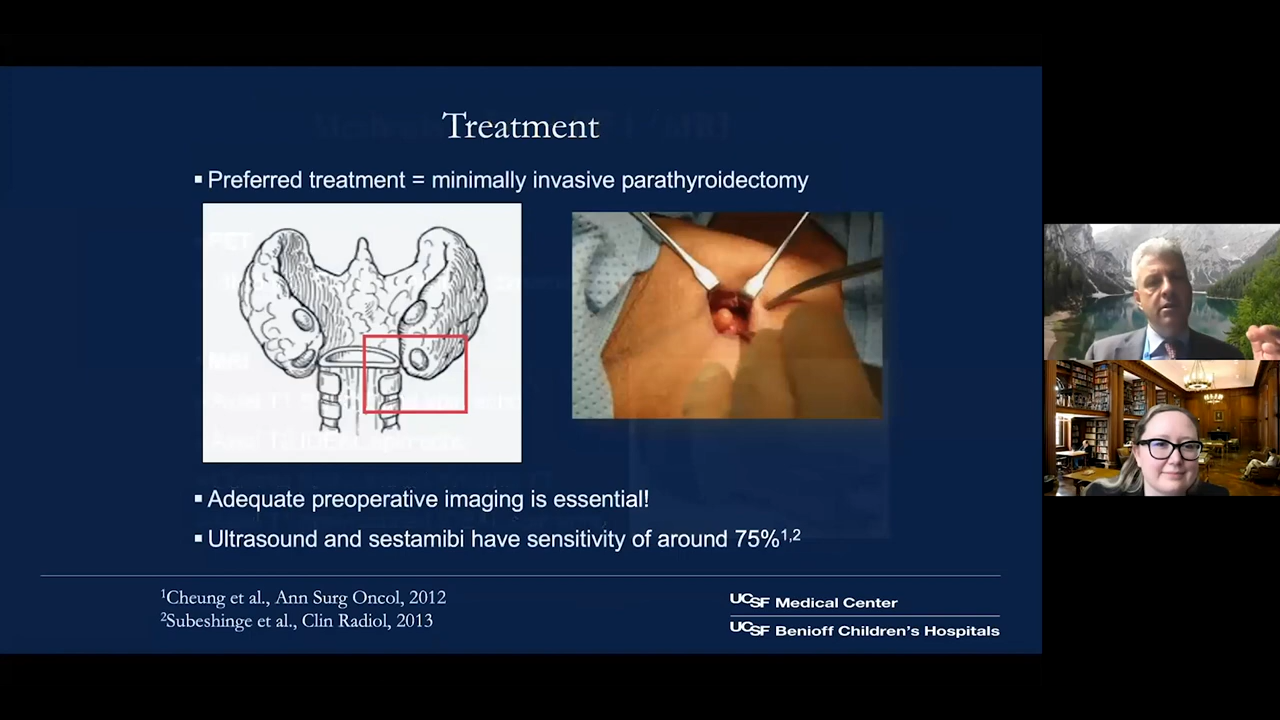 Treatment
▪ Preferred treatment = minimally invasive parathyroidectomy
▪ Adequate preoperative imaging is essential!
▪ Ultrasound and sestamibi have sensitivity of around 75%1,2
1Cheung et al., Ann Surg Oncol, 2012
2Subeshinge et al., Clin Radiol, 2013
UCSF Medical Center
UCSF Benioff Children's Hospitals